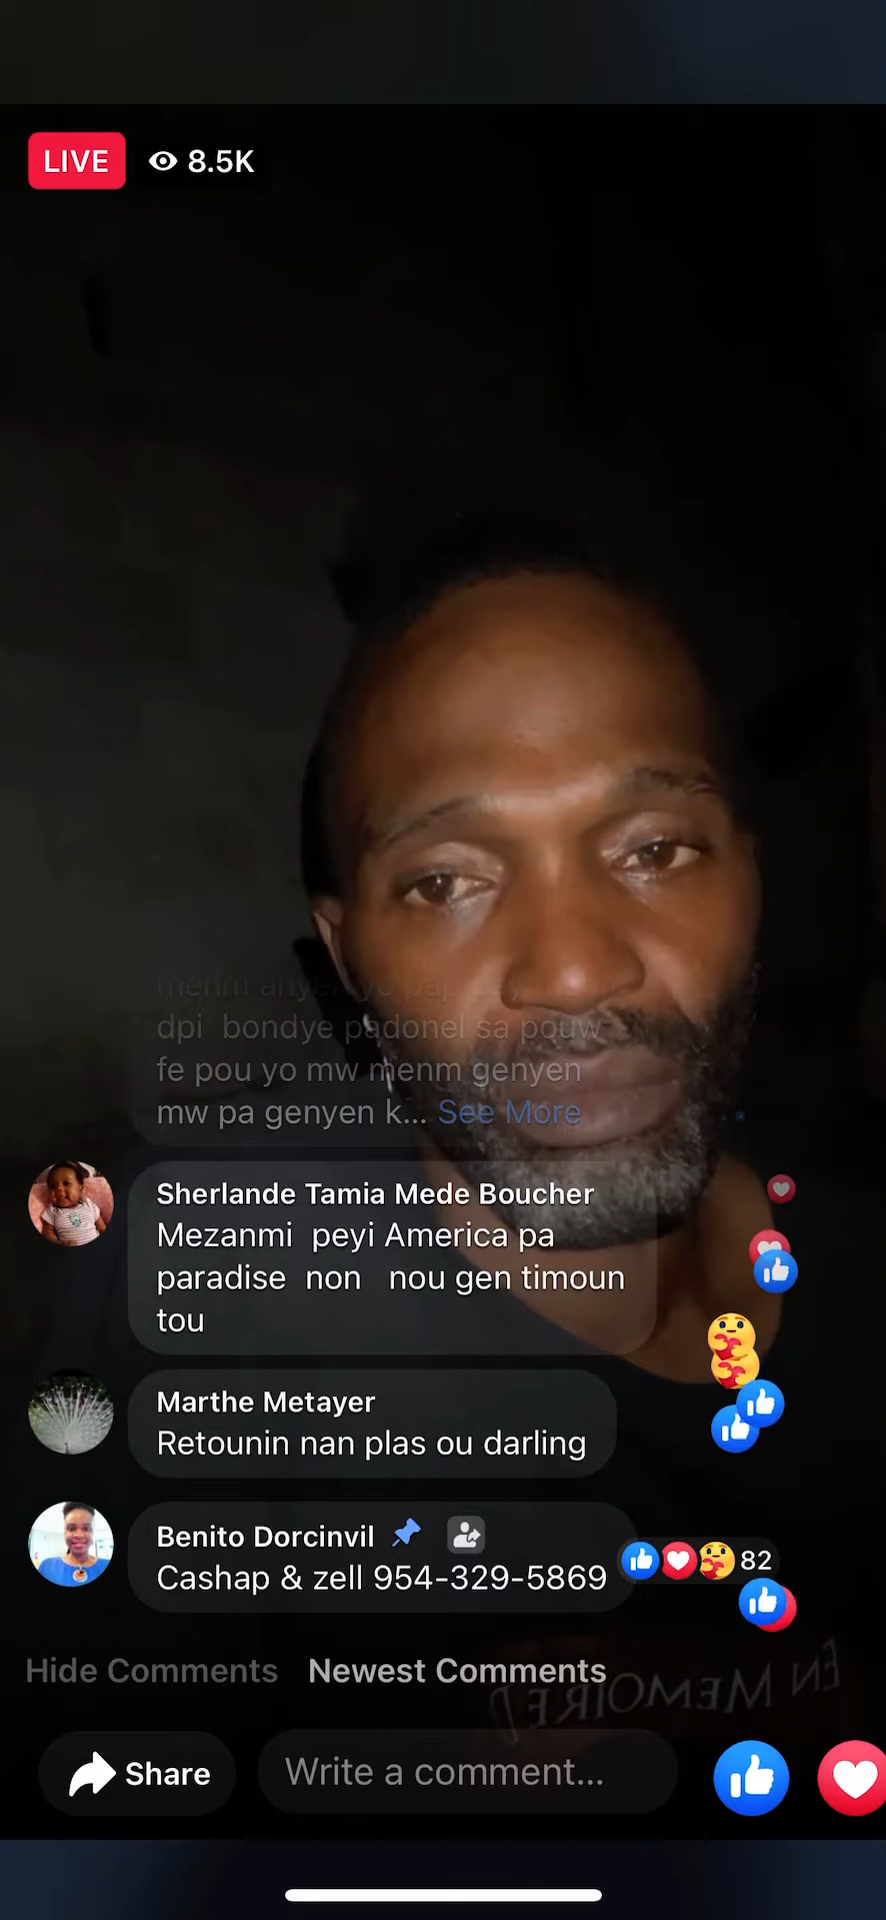 LIVE 8.5K
dpi bondye padonel sa pouw
fe pou yo mw menm genyen
mw pa genyen k... See More
Sherlande Tamia Mede Boucher
Mezanmi peyi America pa
paradise non nou gen timoun
tou
Marthe Metayer
Retounin nan plas ou darling
Benito Dorcinvil
Cashap & zell 954-329-5869 82
Hide Comments Newest Comments
EN MEMOIRE
Share Write a comment...